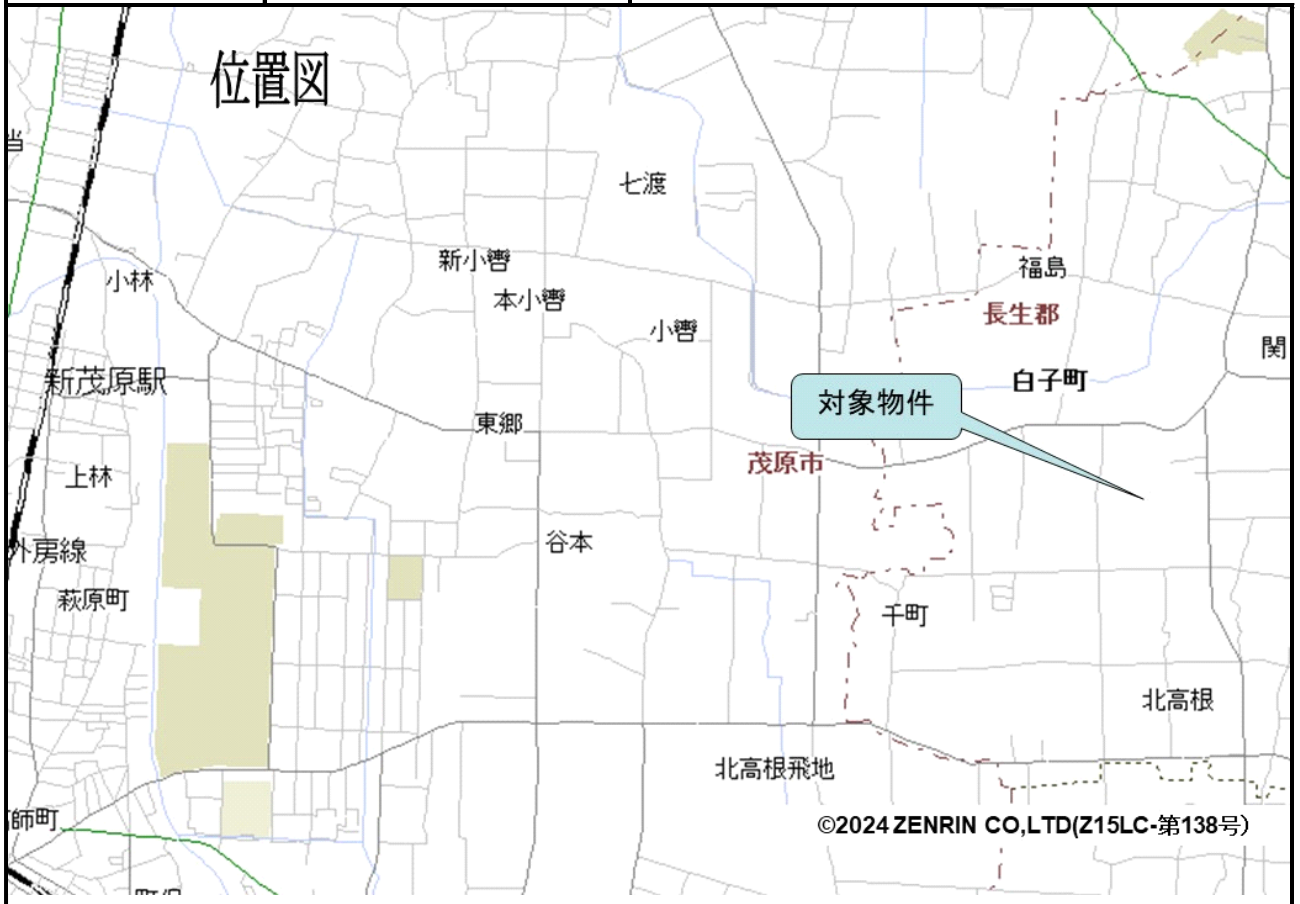 位置図
当
七渡
新小轡
福島
小林
本小轡
長生郡
小轡
関
新茂原駅
白子町
対象物件
東郷
茂原市
上林
谷本
外房線
萩原町
千町
北高根
北高根飛地
師町
©2024 ZENRIN CO,LTD(Z15LC-第138号)